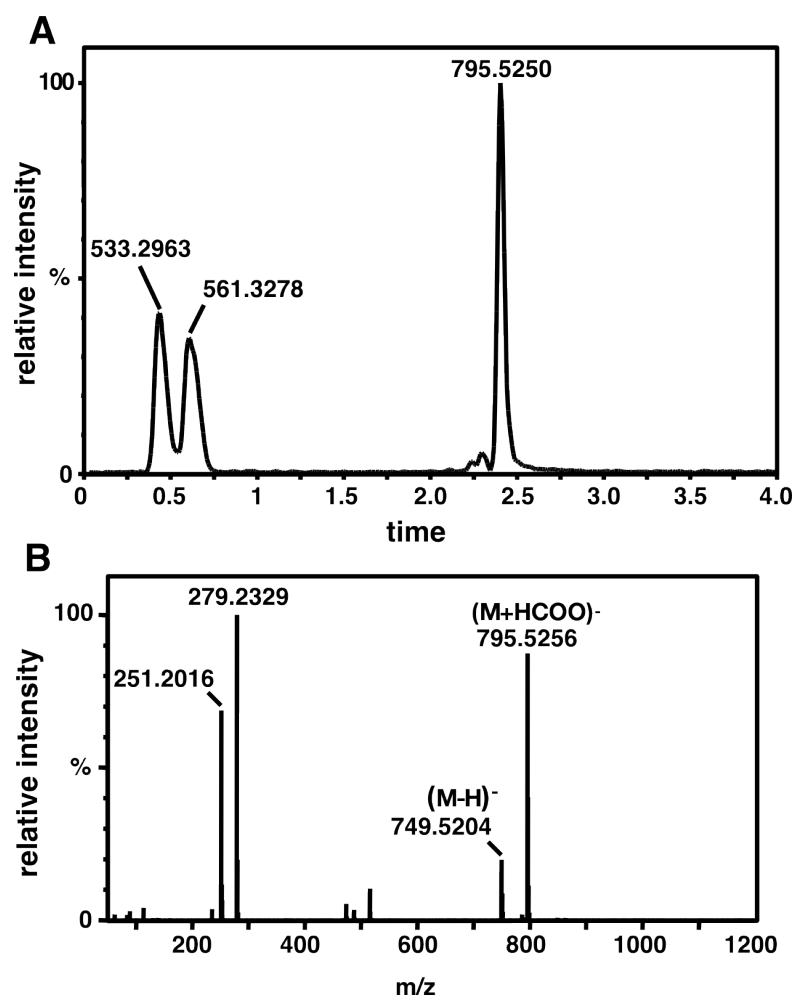 A
795.5250
100
533.2963
561.3278
%
relative intensity
0
0 0.5 1 1.5 2.0 2.5 3.0 3.5 4.0
time
B
279.2329
(M+HCOO)-
100
795.5256
251.2016
%
(M-H)-
749.5204
relative intensity
0
200 400 600 800 1000 1200
m/z